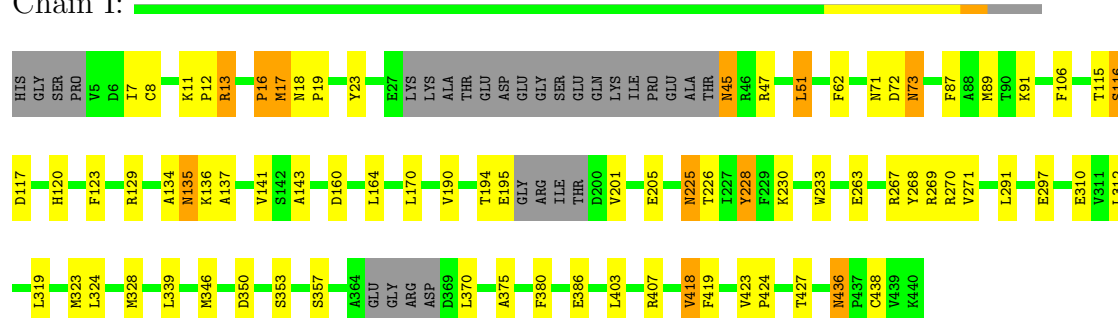 Chain 1:
HIS GLY SER PRO V5 D6 I7 C8 K11 P12 R13 P16 M17 N18 P19 Y23 E27 LYS LYS ALA THR GLU ASP GLU GLU GLY SER GLU GLN LYS ILE PRO GLU ALA THR N45 R46 R47 L51 F62 N71 D72 N73 F87 A88 M89 T90 K91 F106 T115 S116
D117 H120 F123 R129 A134 N135 K136 A137 V141 S142 A143 D160 L164 L170 V190 T194 E195 GLY ARG ILE THR D200 V201 E205 N225 T226 I227 Y228 F229 K230 W233 E263 R267 Y268 R269 R270 V271 L291 E297 E310 V311 L312
L319 M323 L324 M328 L339 M346 D350 S353 S357 A364 GLU GLY ARG ASP D369 L370 A375 F380 E386 L403 R407 V418 F419 V423 P424 T427 N436 P437 C438 V439 K440